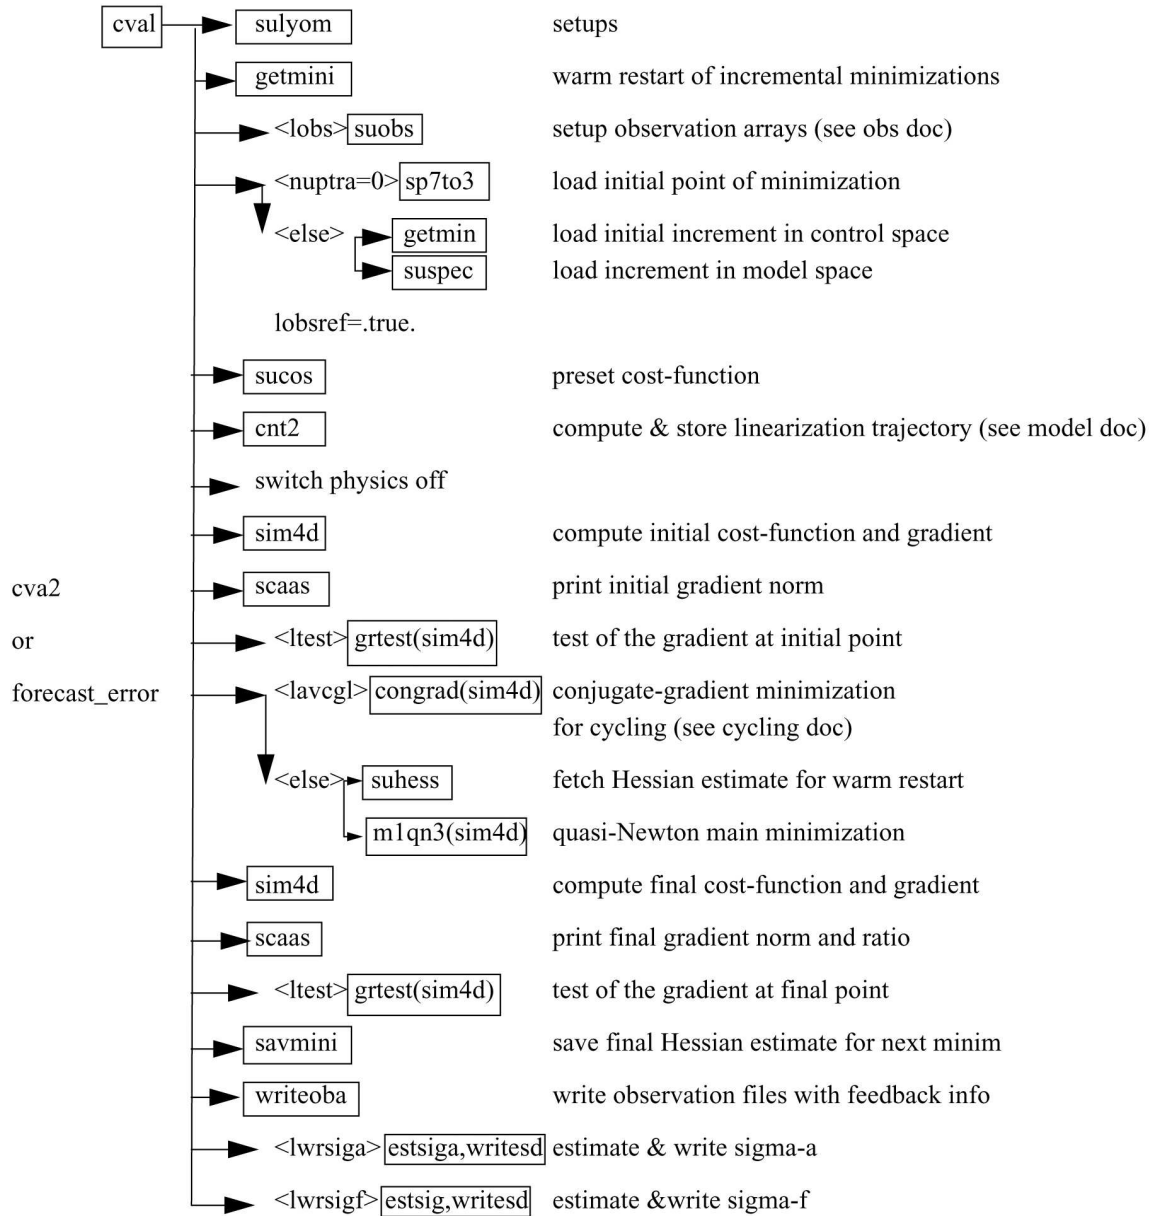 cval sulyom setups
getmini warm restart of incremental minimizations
<lobs> suobs setup observation arrays (see obs doc)
<nuptra=0> sp7to3 load initial point of minimization
<else> getmin load initial increment in control space
suspec load increment in model space
lobsref=.true.
sucos preset cost-function
cnt2 compute & store linearization trajectory (see model doc)
switch physics off
sim4d compute initial cost-function and gradient
cva2 scaas print initial gradient norm
or <ltest> grtest(sim4d) test of the gradient at initial point
forecast_error <lavcgl> congrad(sim4d) conjugate-gradient minimization
for cycling (see cycling doc)
<else> suhess fetch Hessian estimate for warm restart
m1qn3(sim4d) quasi-Newton main minimization
sim4d compute final cost-function and gradient
scaas print final gradient norm and ratio
<ltest> grtest(sim4d) test of the gradient at final point
savmini save final Hessian estimate for next minim
writeoba write observation files with feedback info
<lwrsiga> estsiga,writesd estimate & write sigma-a
<lwrsigf> estsig,writesd estimate &write sigma-f